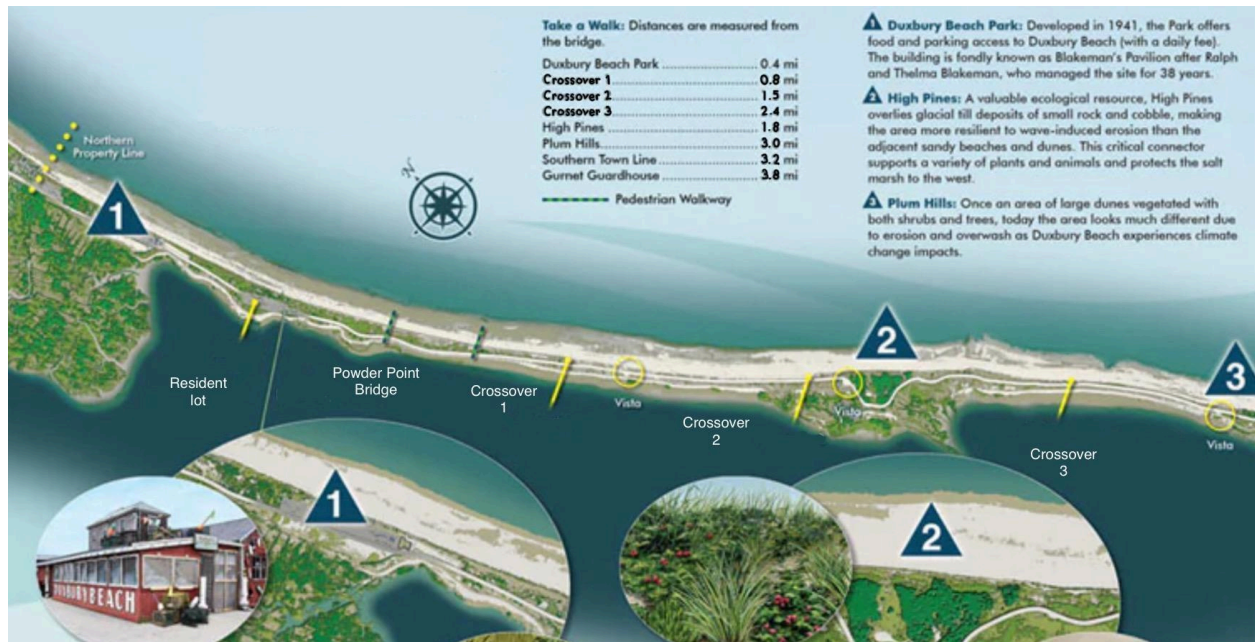 Take a Walk: Distances are measured from
the bridge.
Duxbury Beach Park ........................ 0.4 mi
Crossover 1 ........................ 0.8 mi
Crossover 2 ........................ 1.5 mi
Crossover 3 ........................ 2.4 mi
High Pines ........................ 1.8 mi
Plum Hills ........................ 3.0 mi
Southern Town Line ........................ 3.2 mi
Gurnet Guardhouse ........................ 3.8 mi
Pedestrian Walkway
1 Duxbury Beach Park: Developed in 1941, the Park offers
food and parking access to Duxbury Beach (with a daily fee).
The building is fondly known as Blakeman's Pavilion after Ralph
and Thelma Blakeman, who managed the site for 38 years.
2 High Pines: A valuable ecological resource, High Pines
overlies glacial till deposits of small rock and cobble, making
the area more resilient to wave-induced erosion than the
adjacent sandy beaches and dunes. This critical connector
supports a variety of plants and animals and protects the salt
marsh to the west.
3 Plum Hills: Once an area of large dunes vegetated with
both shrubs and trees, today the area looks much different due
to erosion and overwash as Duxbury Beach experiences climate
change impacts.
Northern
Property Line
N
1
2
3
Resident
lot
Powder Point
Bridge
Crossover
1
Vista
Crossover
2
Vista
Crossover
3
Vista
1
2
DUXBURY BEACH